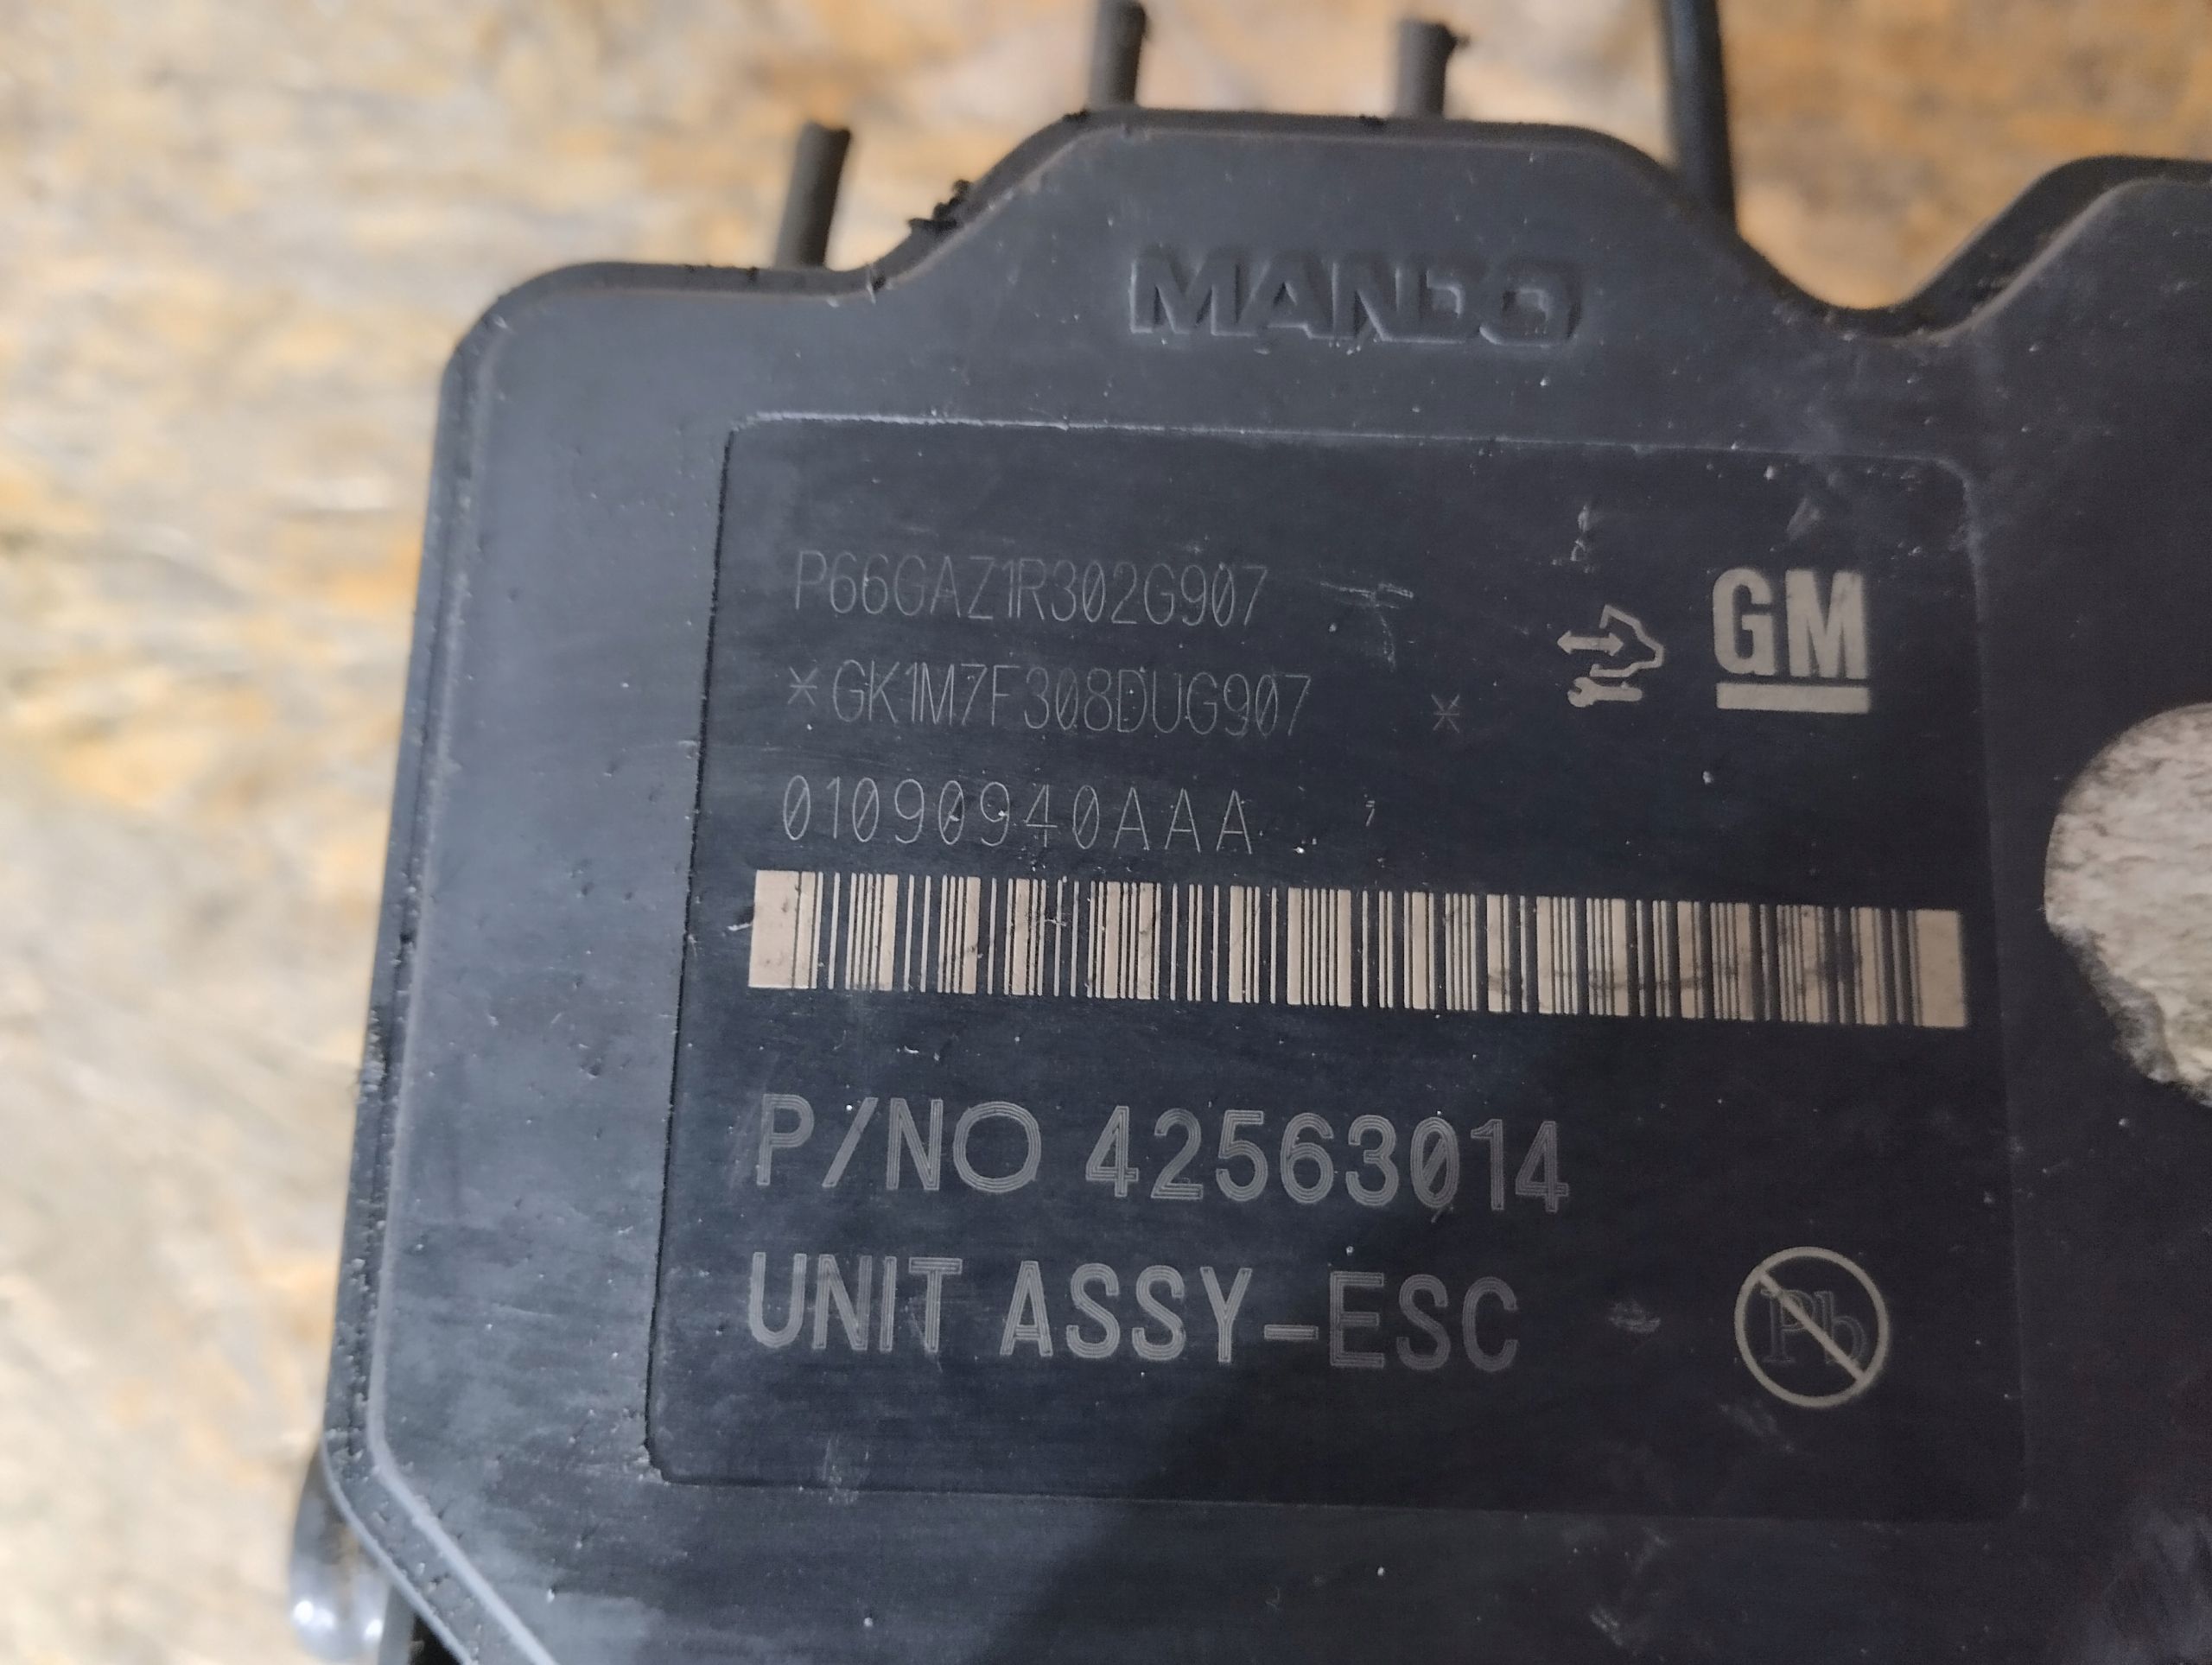 MANDO
P66GAZ1R302G907
GM
*GK1M7F308DUG907 *
01090940AAA
P/NO 42563014
UNIT ASSY-ESC
Pb